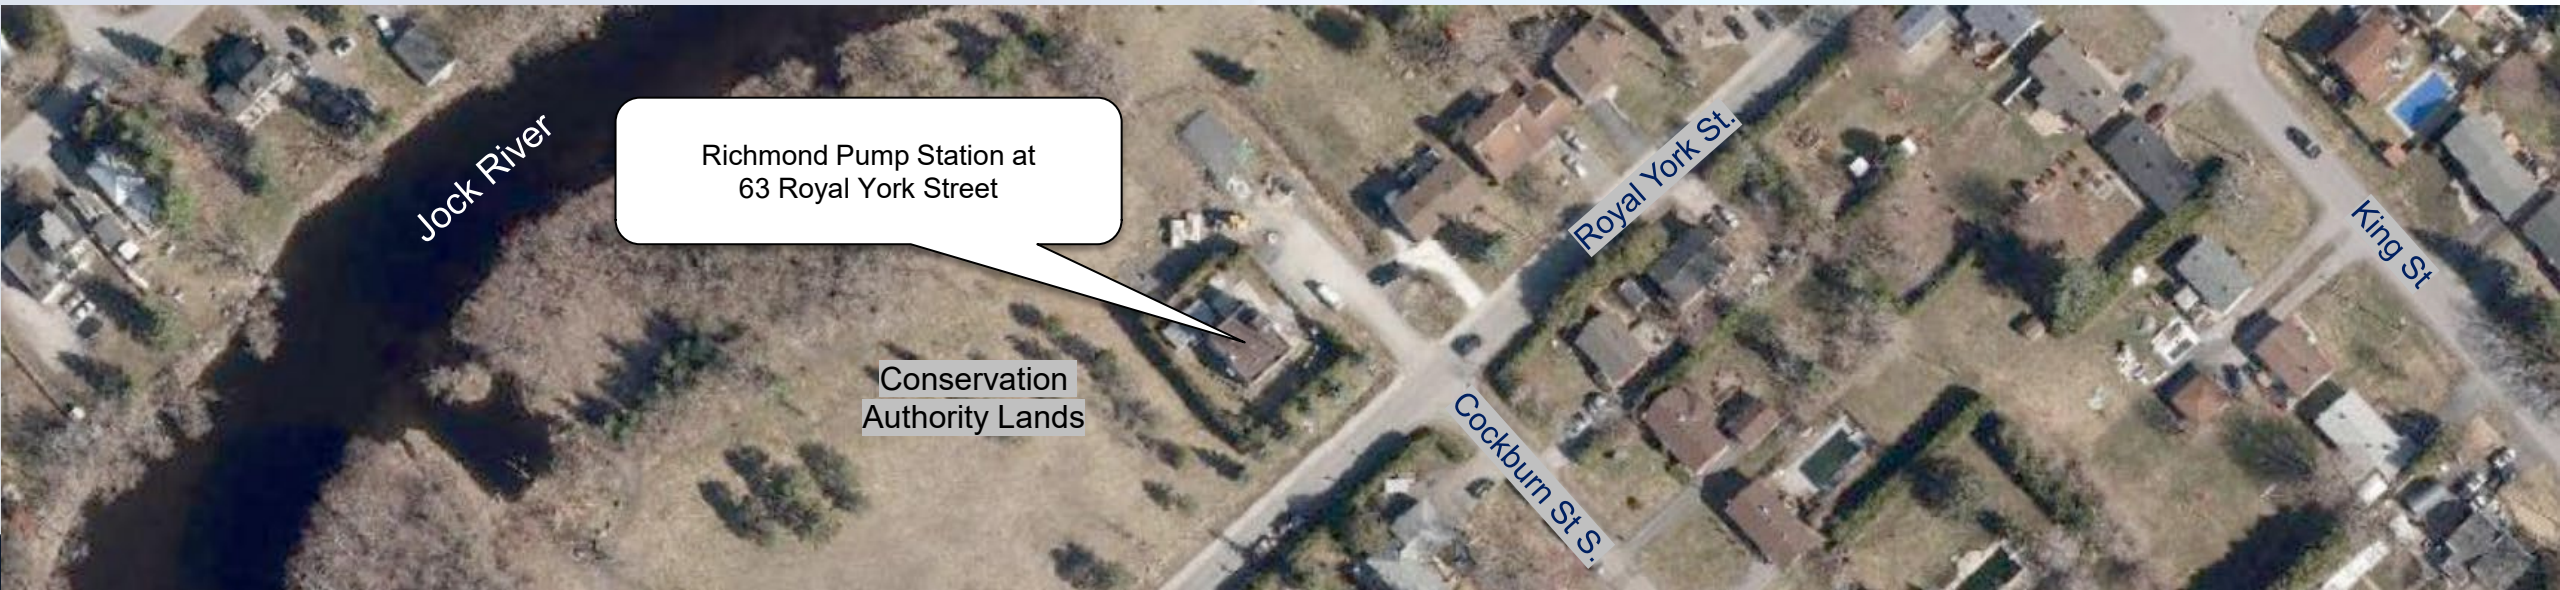 Jock River
Richmond Pump Station at
63 Royal York Street
Conservation
Authority Lands
Royal York St.
Cockburn St S.
King St